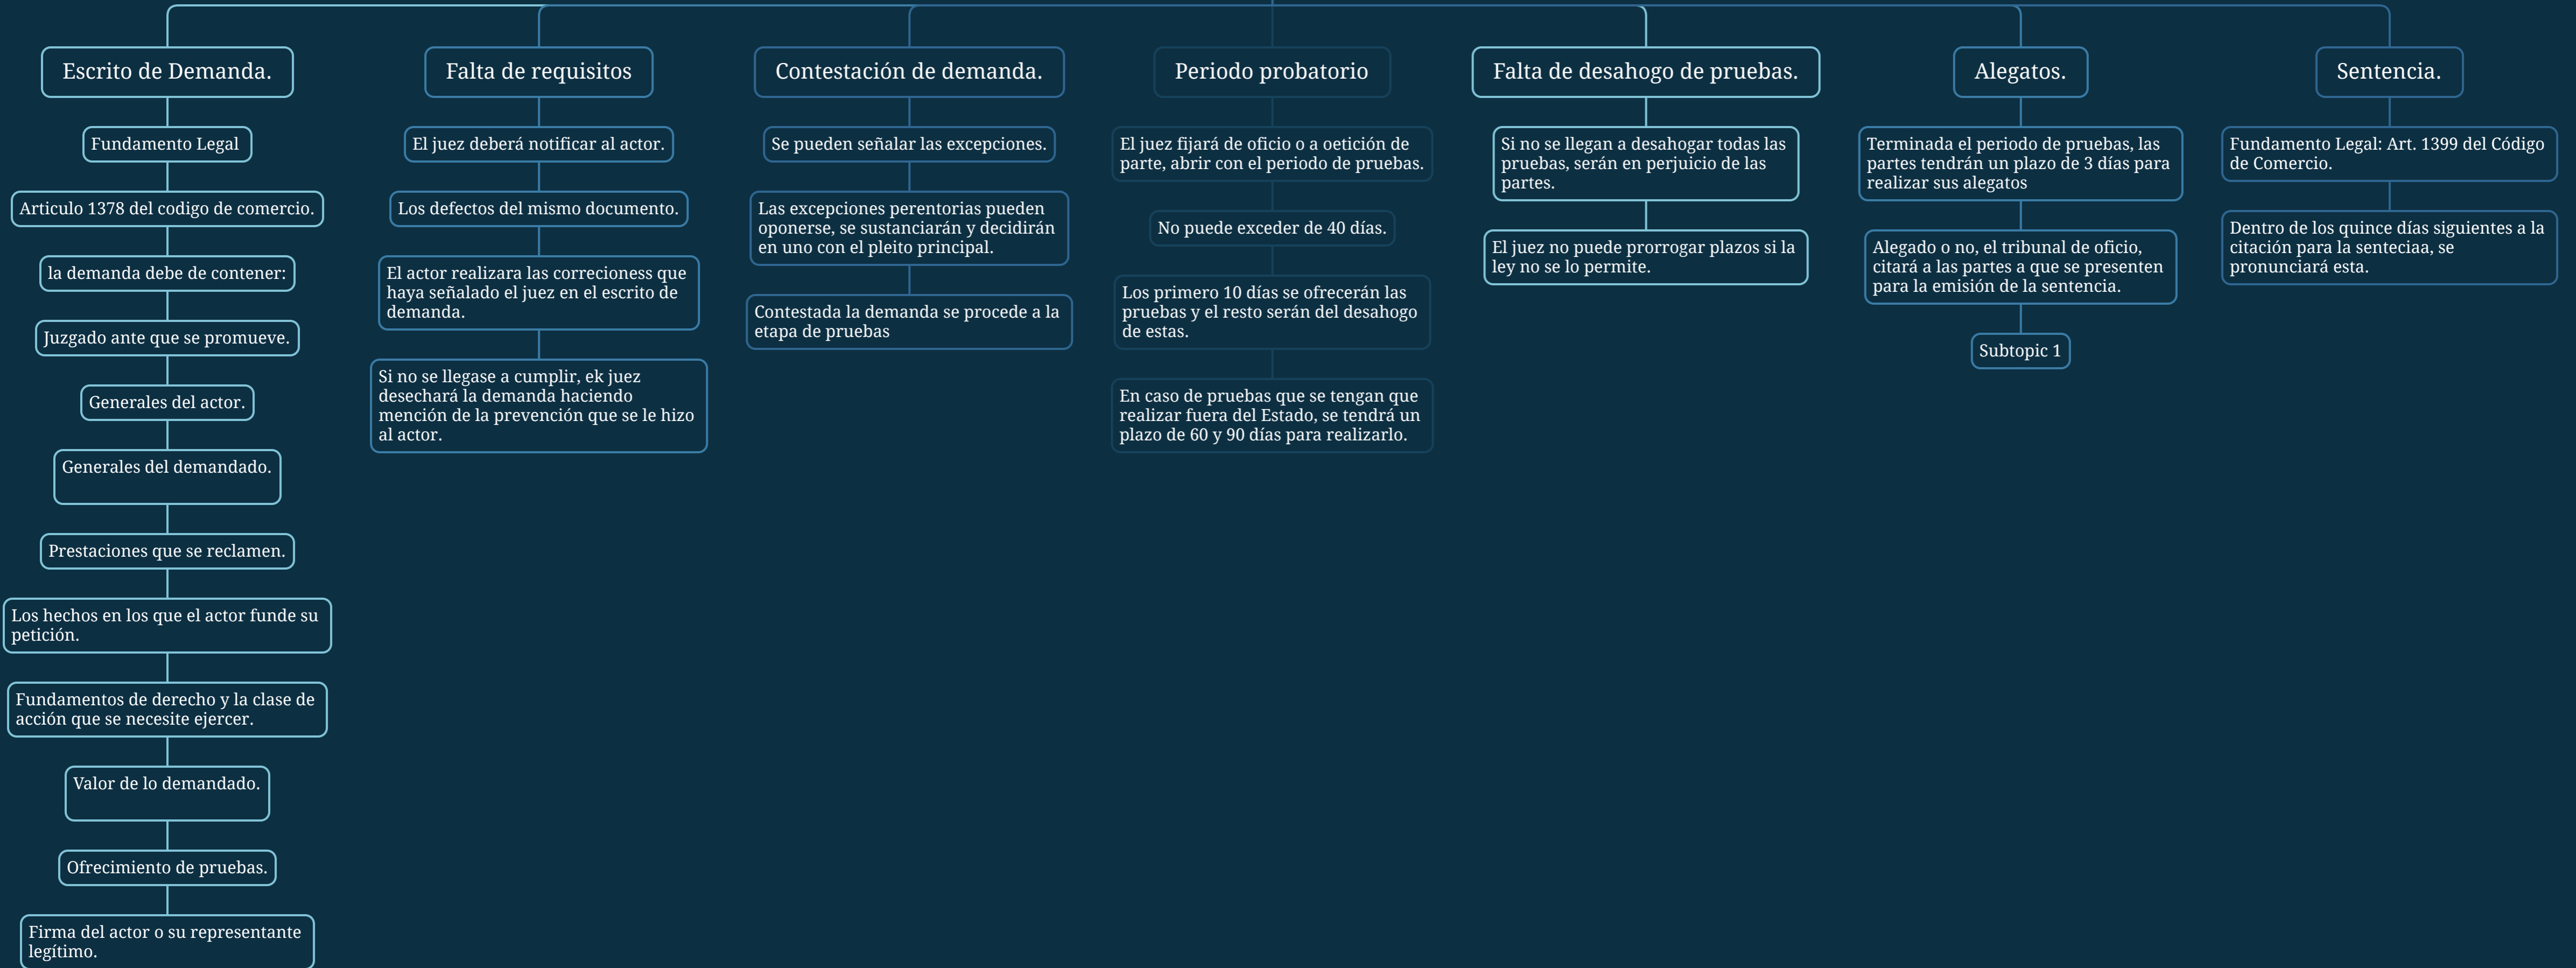 Escrito de Demanda.
Fundamento Legal
Articulo 1378 del codigo de comercio.
la demanda debe de contener:
Juzgado ante que se promueve.
Generales del actor.
Generales del demandado.
Prestaciones que se reclamen.
Los hechos en los que el actor funde su
petición.
Fundamentos de derecho y la clase de
acción que se necesite ejercer.
Valor de lo demandado.
Ofrecimiento de pruebas.
Firma del actor o su representante
legítimo.
Falta de requisitos
El juez deberá notificar al actor.
Los defectos del mismo documento.
El actor realizara las correcioness que
haya señalado el juez en el escrito de
demanda.
Si no se llegase a cumplir, ek juez
desechará la demanda haciendo
mención de la prevención que se le hizo
al actor.
Contestación de demanda.
Se pueden señalar las excepciones.
Las excepciones perentorias pueden
oponerse, se sustanciarán y decidirán
en uno con el pleito principal.
Contestada la demanda se procede a la
etapa de pruebas
Periodo probatorio
El juez fijará de oficio o a oetición de
parte, abrir con el periodo de pruebas.
No puede exceder de 40 días.
Los primero 10 días se ofrecerán las
pruebas y el resto serán del desahogo
de estas.
En caso de pruebas que se tengan que
realizar fuera del Estado, se tendrá un
plazo de 60 y 90 días para realizarlo.
Falta de desahogo de pruebas.
Si no se llegan a desahogar todas las
pruebas, serán en perjuicio de las
partes.
El juez no puede prorrogar plazos si la
ley no se lo permite.
Alegatos.
Terminada el periodo de pruebas, las
partes tendrán un plazo de 3 días para
realizar sus alegatos
Alegado o no, el tribunal de oficio,
citará a las partes a que se presenten
para la emisión de la sentencia.
Subtopic 1
Sentencia.
Fundamento Legal: Art. 1399 del Código
de Comercio.
Dentro de los quince días siguientes a la
citación para la senteciaa, se
pronunciará esta.